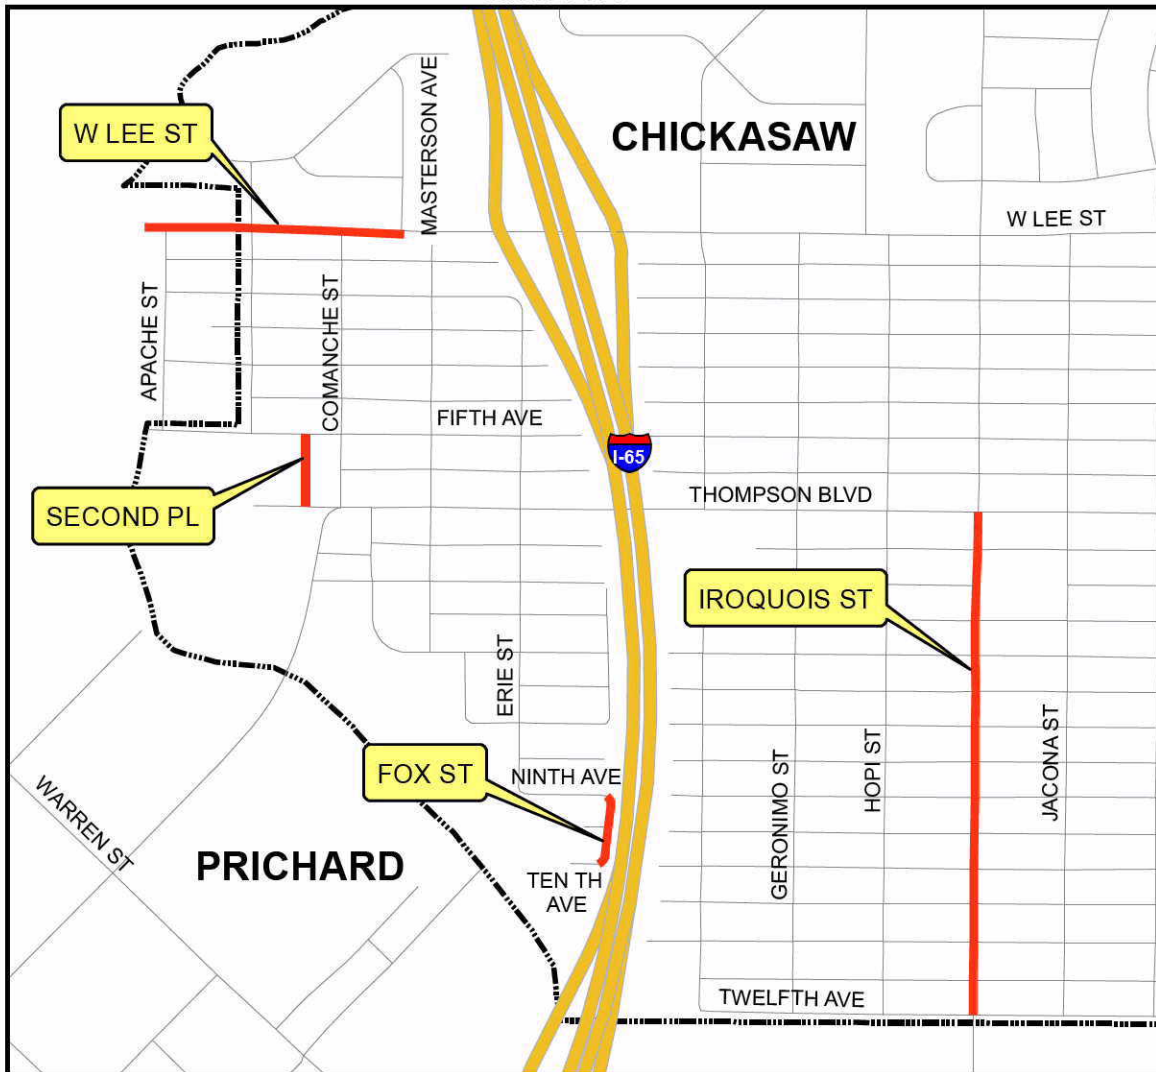 MASTERSON AVE
W LEE ST
CHICKASAW
W LEE ST
APACHE ST
COMANCHE ST
FIFTH AVE
I-65
THOMPSON BLVD
SECOND PL
IROQUOIS ST
ERIE ST
FOX ST
NINTH AVE
GERONIMO ST
HOPI ST
JACONA ST
WARREN ST
PRICHARD
TEN TH
AVE
TWELFTH AVE